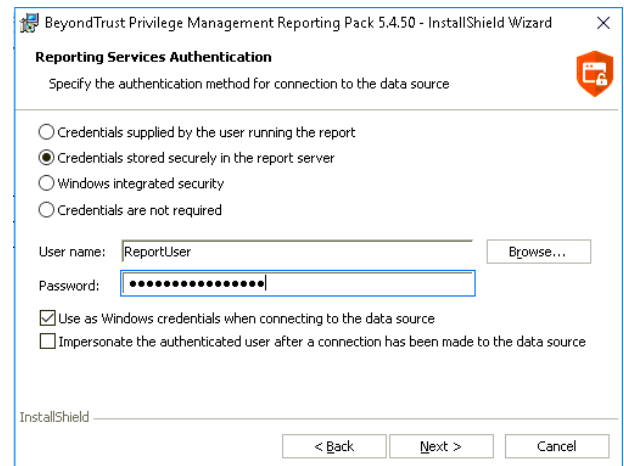 BeyondTrust Privilege Management Reporting Pack 5.4.50 - InstallShield Wizard
Reporting Services Authentication
Specify the authentication method for connection to the data source
Credentials supplied by the user running the report
Credentials stored securely in the report server
Windows integrated security
Credentials are not required
User name: ReportUser Browse...
Password: ●●●●●●●●●●●●●●●●
Use as Windows credentials when connecting to the data source
Impersonate the authenticated user after a connection has been made to the data source
InstallShield
< Back Next > Cancel